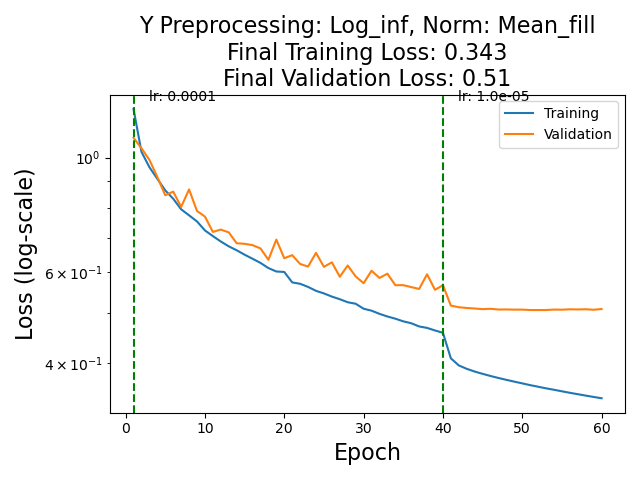 Y Preprocessing: Log_inf, Norm: Mean_fill
Final Training Loss: 0.343
Final Validation Loss: 0.51
lr: 0.0001
lr: 1.0e-05
Training
Validation
10⁰
6 × 10⁻¹
4 × 10⁻¹
Loss (log-scale)
0 10 20 30 40 50 60
Epoch